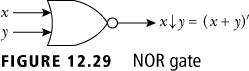 x
y
x↓y = (x + y)′
FIGURE 12.29 NOR gate